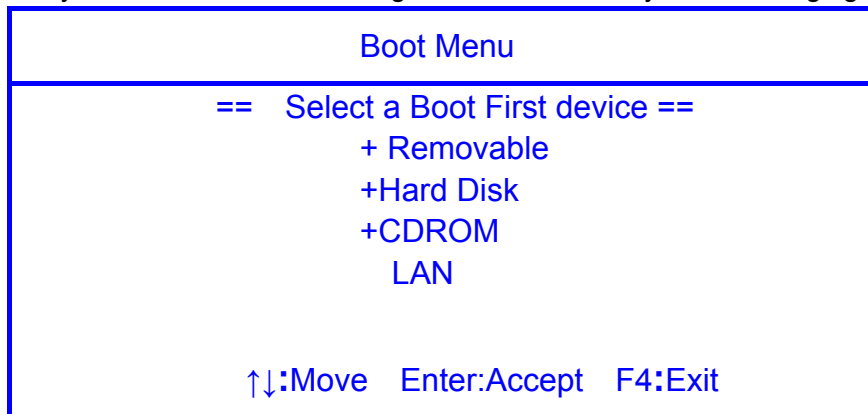 Boot Menu
== Select a Boot First device ==
+ Removable
+Hard Disk
+CDROM
LAN
↑↓:Move Enter:Accept F4:Exit